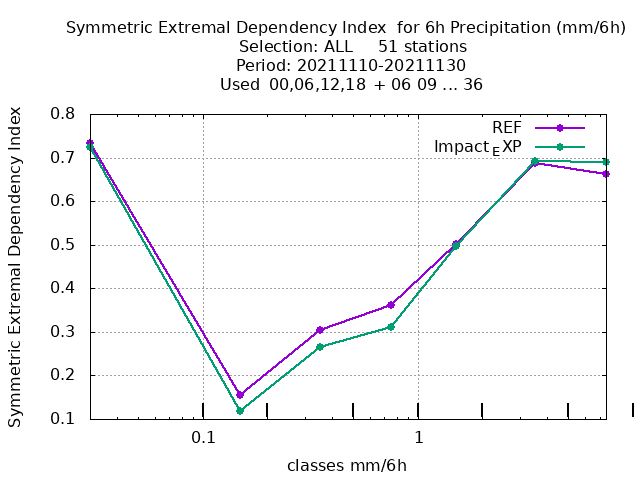 Symmetric Extremal Dependency Index  for 6h Precipitation (mm/6h)
Selection: ALL     51 stations
Period: 20211110-20211130
Used  00,06,12,18  + 06 09 ... 36
REF
Impact_EXP
Symmetric Extremal Dependency Index
0.8
0.7
0.6
0.5
0.4
0.3
0.2
0.1
0.1
1
classes mm/6h